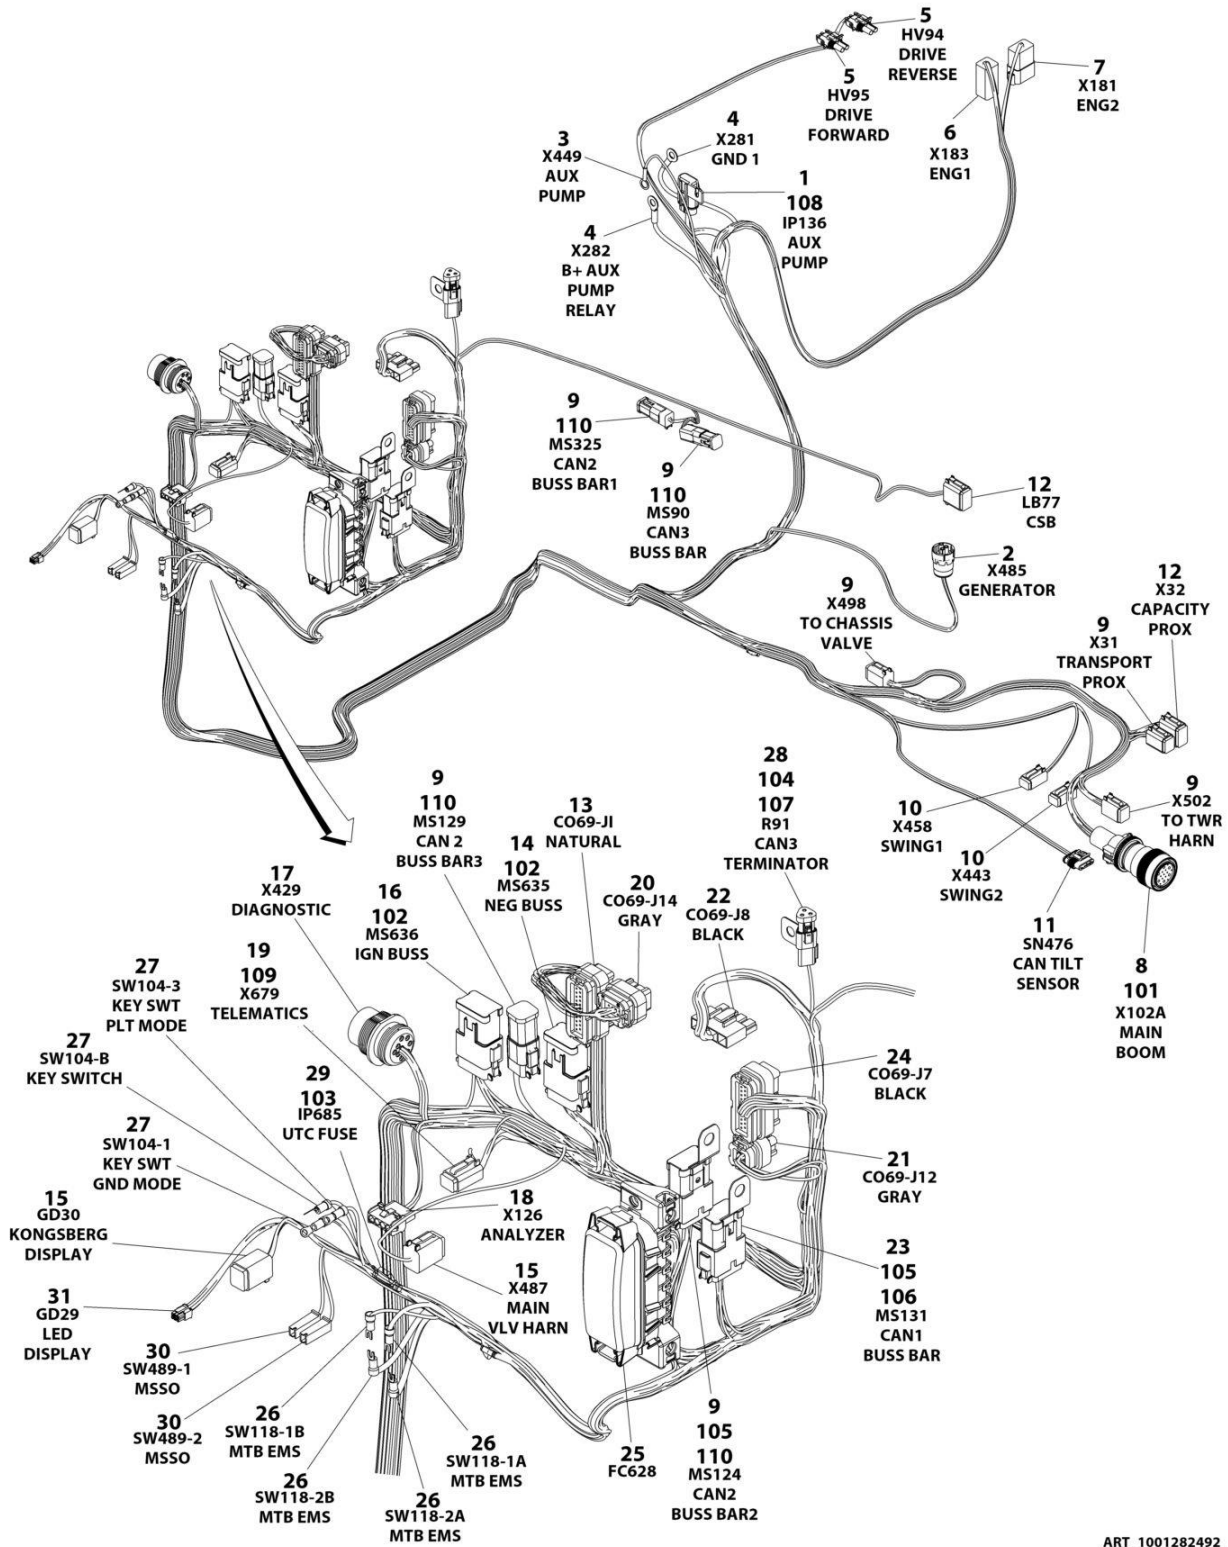 5
HV94
DRIVE
REVERSE
5
HV95
DRIVE
FORWARD
7
X181
ENG2
6
X183
ENG1
4
X281
GND 1
3
X449
AUX
PUMP
1
108
IP136
AUX
PUMP
4
X282
B+ AUX
PUMP
RELAY
9
110
MS325
CAN2
BUSS BAR1
9
110
MS90
CAN3
BUSS BAR
12
LB77
CSB
2
X485
GENERATOR
9
X498
TO CHASSIS
VALVE
12
X32
CAPACITY
PROX
9
X31
TRANSPORT
PROX
10
X458
SWING1
10
X443
SWING2
9
X502
TO TWR
HARN
11
SN476
CAN TILT
SENSOR
8
101
X102A
MAIN
BOOM
28
104
107
R91
CAN3
TERMINATOR
9
110
MS129
CAN 2
BUSS BAR3
13
CO69-JI
NATURAL
14
102
MS635
NEG BUSS
20
CO69-J14
GRAY
22
CO69-J8
BLACK
17
X429
DIAGNOSTIC
16
102
MS636
IGN BUSS
19
109
X679
TELEMATICS
27
SW104-3
KEY SWT
PLT MODE
27
SW104-B
KEY SWITCH
29
103
IP685
UTC FUSE
27
SW104-1
KEY SWT
GND MODE
24
CO69-J7
BLACK
21
CO69-J12
GRAY
15
GD30
KONGSBERG
DISPLAY
18
X126
ANALYZER
15
X487
MAIN
VLV HARN
23
105
106
MS131
CAN1
BUSS BAR
31
GD29
LED
DISPLAY
30
SW489-1
MSSO
30
SW489-2
MSSO
26
SW118-1B
MTB EMS
26
SW118-2B
MTB EMS
26
SW118-1A
MTB EMS
26
SW118-2A
MTB EMS
25
FC628
9
105
110
MS124
CAN2
BUSS BAR2
ART_1001282492